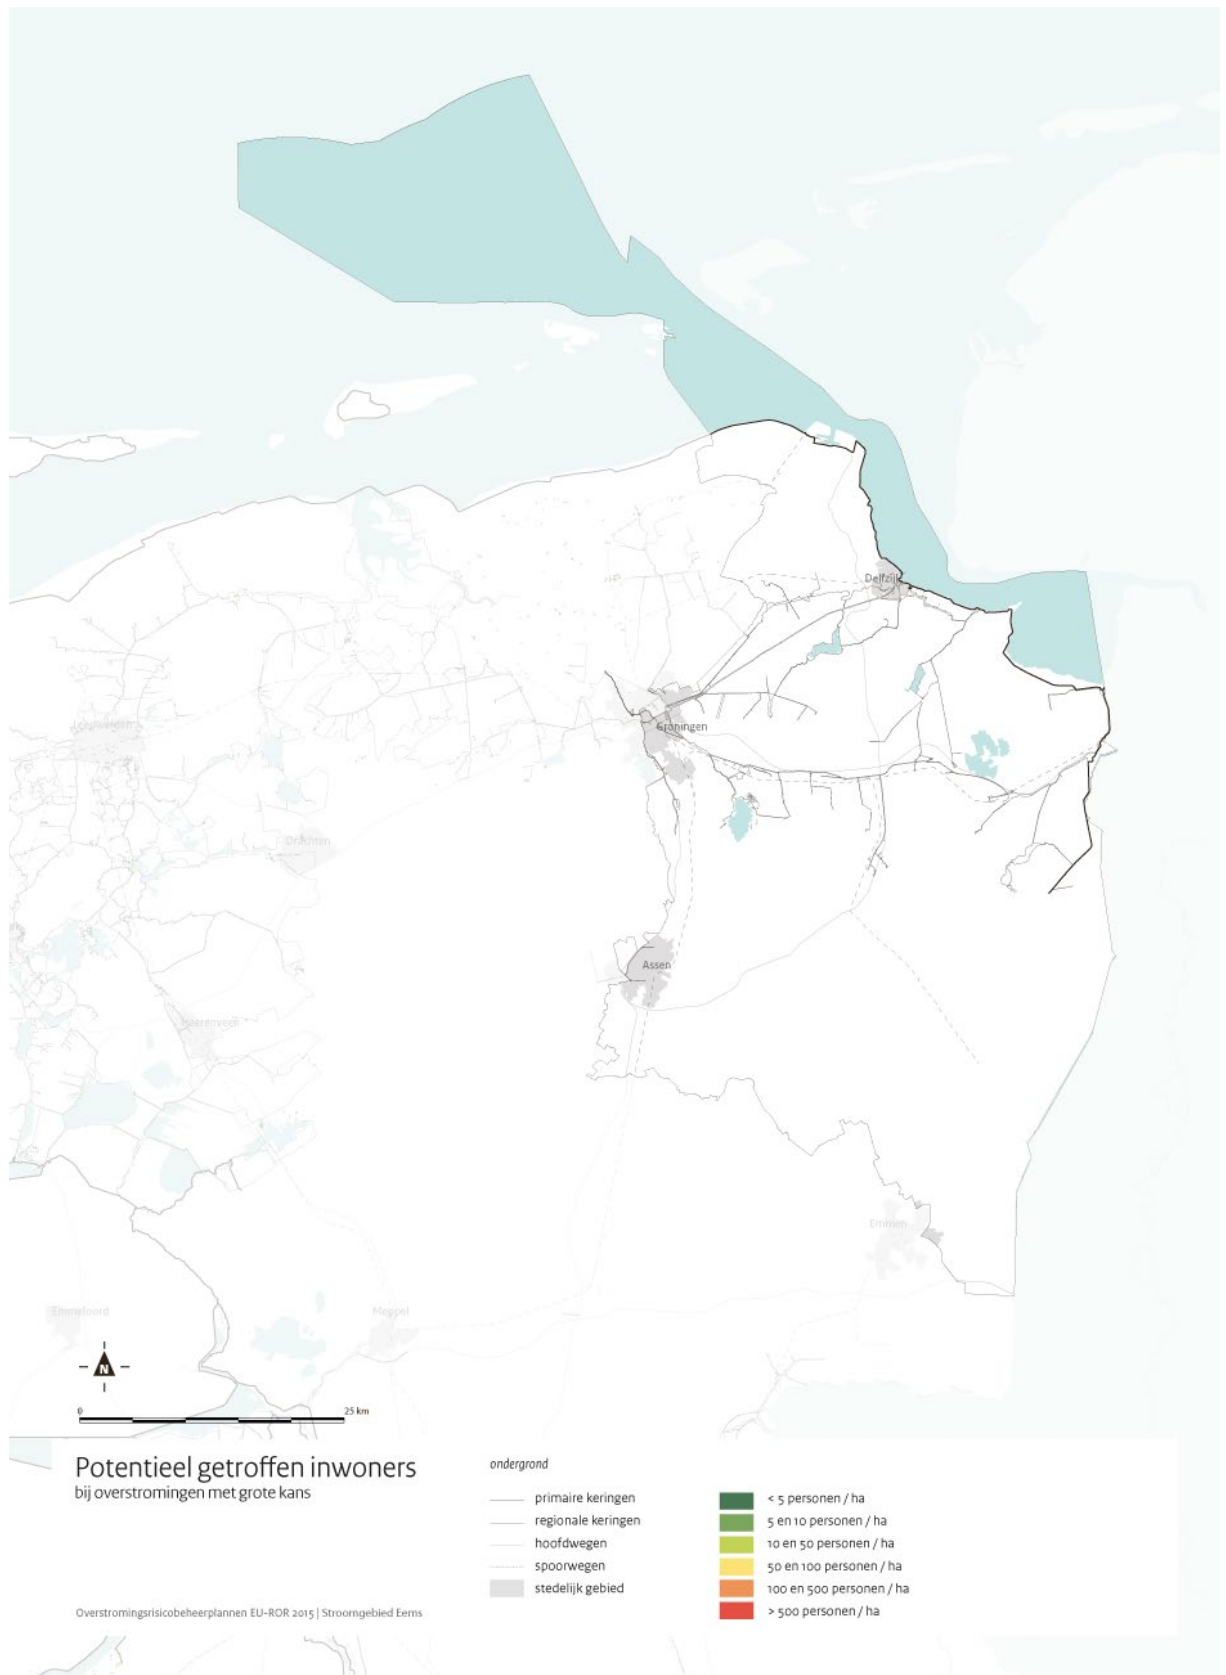 Delfzijl
Leeuwarden
Groningen
Drachten
Assen
Heerenveen
Emmen
Emmeloord
Meppel
N
0
25 km
Potentieel getroffen inwoners
bij overstromingen met grote kans
ondergrond
primaire keringen
regionale keringen
hoofdwegen
spoorwegen
stedelijk gebied
< 5 personen / ha
5 en 10 personen / ha
10 en 50 personen / ha
50 en 100 personen / ha
100 en 500 personen / ha
> 500 personen / ha
Overstromingsrisicobeheerplannen EU-ROR 2015 | Stroomgebied Eems